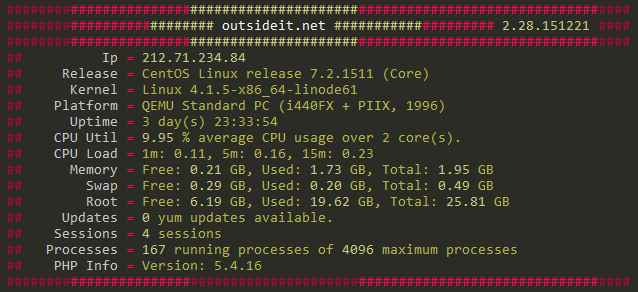 ###############################################################################
################## outsideit.net #################### 2.28.151221 ####
###############################################################################
## Ip = 212.71.234.84
## Release = CentOS Linux release 7.2.1511 (Core)
## Kernel = Linux 4.1.5-x86_64-linode61
## Platform = QEMU Standard PC (i440FX + PIIX, 1996)
## Uptime = 3 day(s) 23:33:54
## CPU Util = 9.95 % average CPU usage over 2 core(s).
## CPU Load = 1m: 0.11, 5m: 0.16, 15m: 0.23
## Memory = Free: 0.21 GB, Used: 1.73 GB, Total: 1.95 GB
## Swap = Free: 0.29 GB, Used: 0.20 GB, Total: 0.49 GB
## Root = Free: 6.19 GB, Used: 19.62 GB, Total: 25.81 GB
## Updates = 0 yum updates available.
## Sessions = 4 sessions
## Processes = 167 running processes of 4096 maximum processes
## PHP Info = Version: 5.4.16
###############################################################################